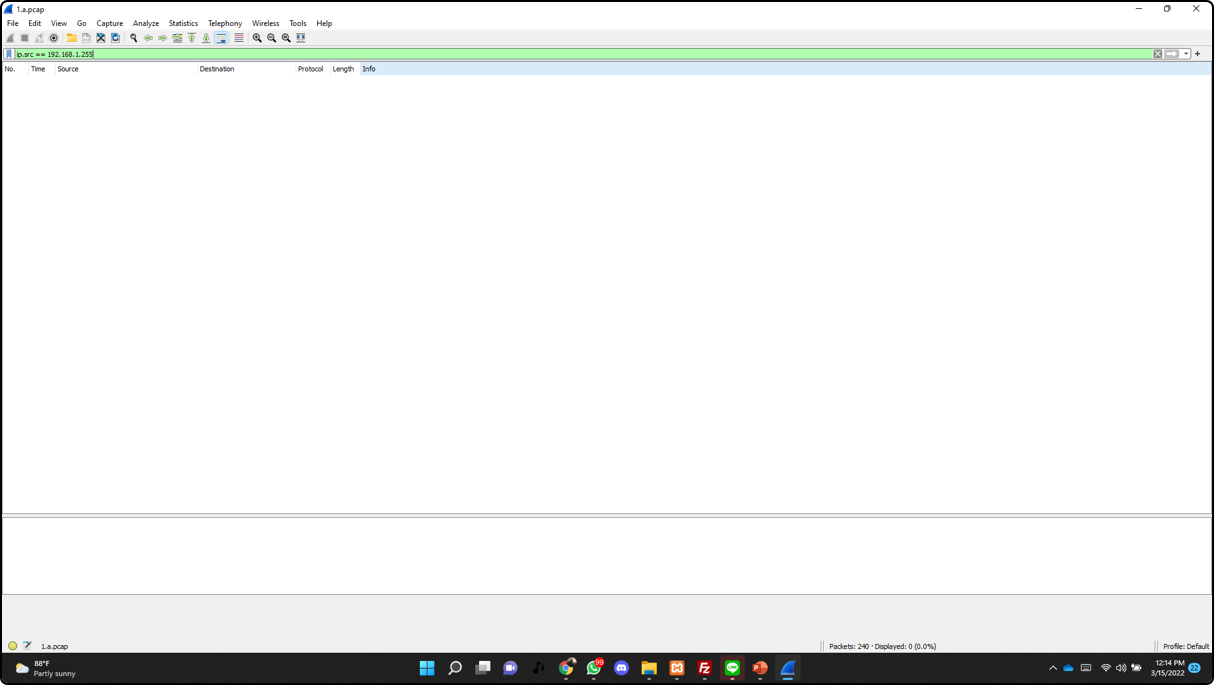 1.a.pcap
File Edit View Go Capture Analyze Statistics Telephony Wireless Tools Help
ip.src == 192.168.1.255
No. Time Source Destination Protocol Length Info
1.a.pcap
Packets: 240 · Displayed: 0 (0.0%)
Profile: Default
88°F
Partly sunny
99
12:14 PM
3/15/2022
22